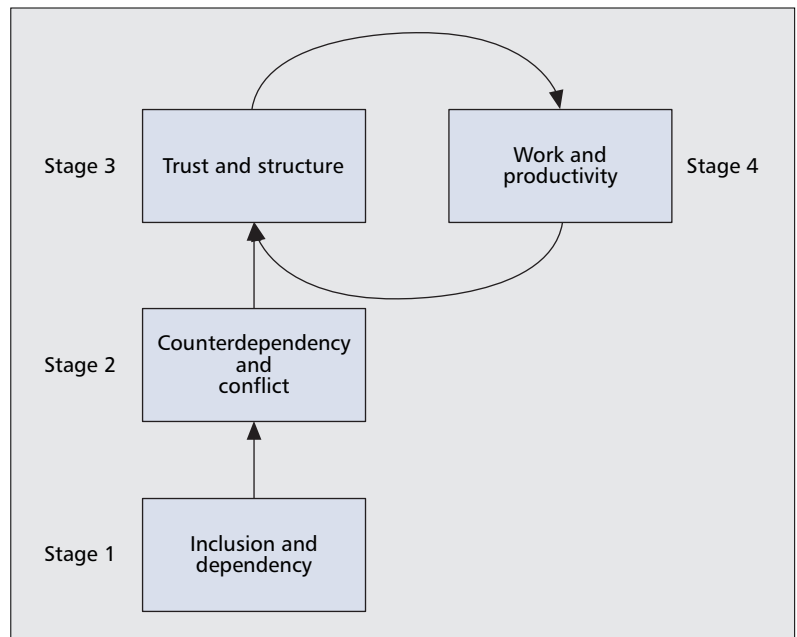 Stage 3
Trust and structure
Work and
productivity
Stage 4
Stage 2
Counterdependency
and
conflict
Stage 1
Inclusion and
dependency